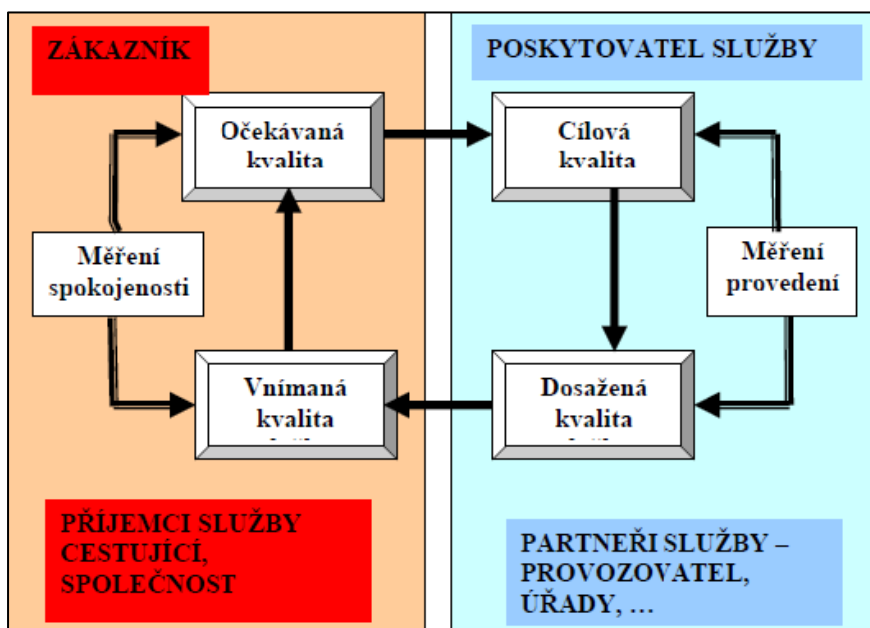 ZÁKAZNÍK
POSKYTOVATEL SLUŽBY
Očekávaná
kvalita
Cílová
kvalita
Měření
spokojenosti
Měření
provedení
Vnímaná
kvalita
Dosažená
kvalita
PŘÍJEMCI SLUŽBY
CESTUJÍCÍ,
SPOLEČNOST
PARTNEŘI SLUŽBY –
PROVOZOVATEL,
ÚŘADY, …